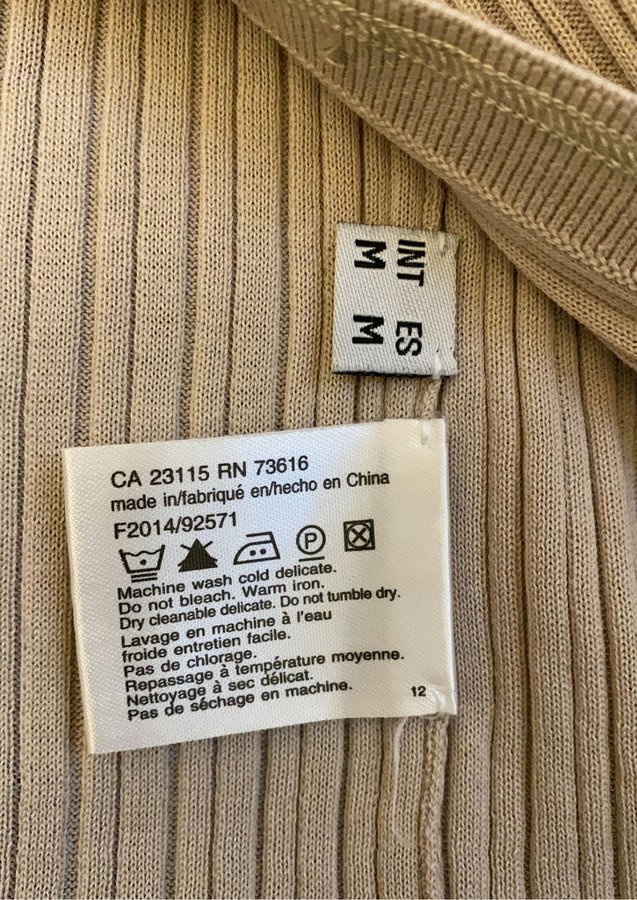 INT ES
M M
CA 23115 RN 73616
made in/fabriqué en/hecho en China
F2014/92571
P
Machine wash cold delicate.
Do not bleach. Warm iron.
Dry cleanable delicate. Do not tumble dry.
Lavage en machine à l'eau
froide entretien facile.
Pas de chlorage.
Repassage à température moyenne.
Nettoyage à sec délicat.
Pas de séchage en machine.
12